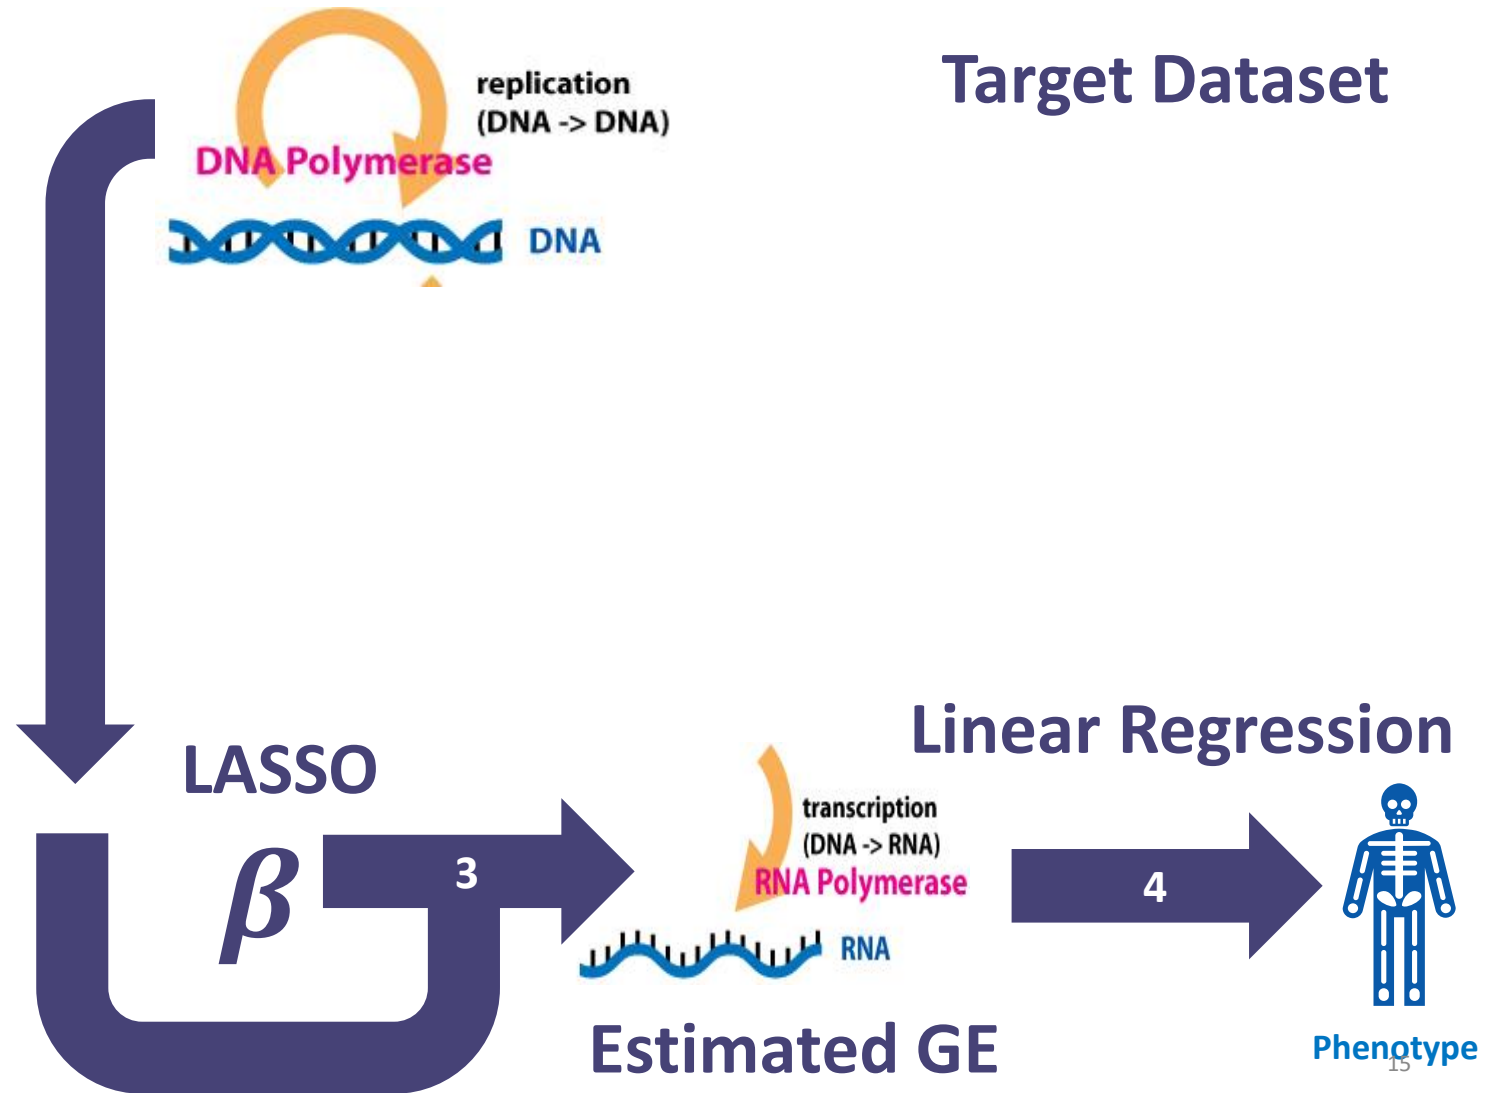 Target Dataset
replication
(DNA -> DNA)
DNA Polymerase
DNA
Linear Regression
LASSO
β
3
transcription
(DNA -> RNA)
RNA Polymerase
RNA
4
Estimated GE
Phenotype
15